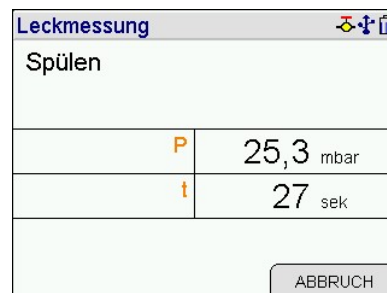 Leckmessung
Spülen
P 25,3 mbar
t 27 sek
ABBRUCH